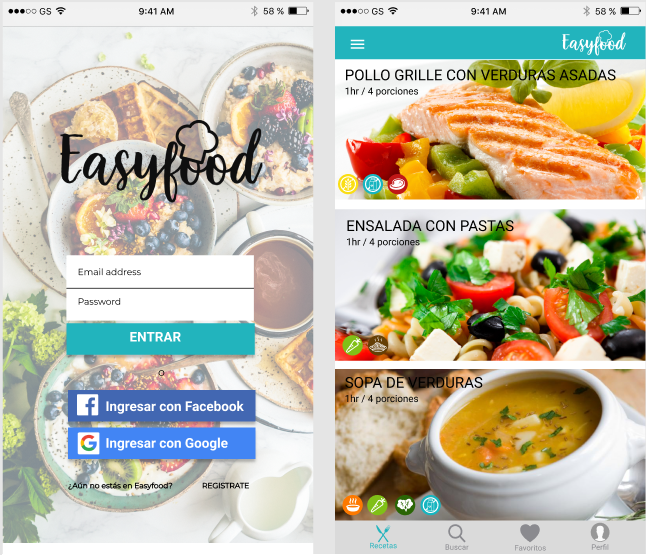 GS 9:41 AM 58 %
Easyfood
Email address
Password
ENTRAR
O
Ingresar con Facebook
Ingresar con Google
¿Aún no estás en Easyfood? REGISTRATE
GS 9:41 AM 58 %
Easyfood
POLLO GRILLE CON VERDURAS ASADAS
1hr / 4 porciones
ENSALADA CON PASTAS
1hr / 4 porciones
SOPA DE VERDURAS
1hr / 4 porciones
Recetas Buscar Favoritos Perfil